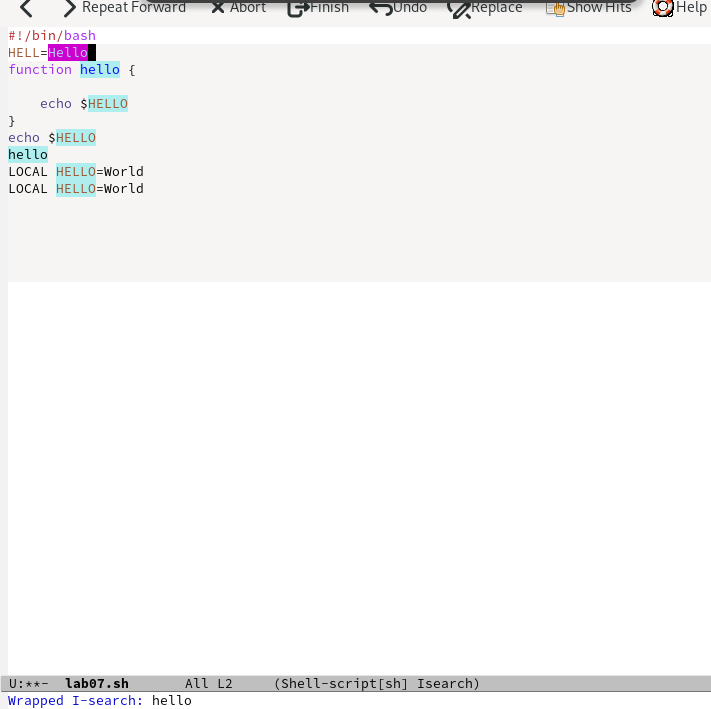 Repeat Forward Abort Finish Undo Replace Show Hits Help
#!/bin/bash
HELL=Hello
function hello {
    echo $HELLO
}
echo $HELLO
hello
LOCAL HELLO=World
LOCAL HELLO=World
U:**-  lab07.sh       All L2     (Shell-script[sh] Isearch)
Wrapped I-search: hello